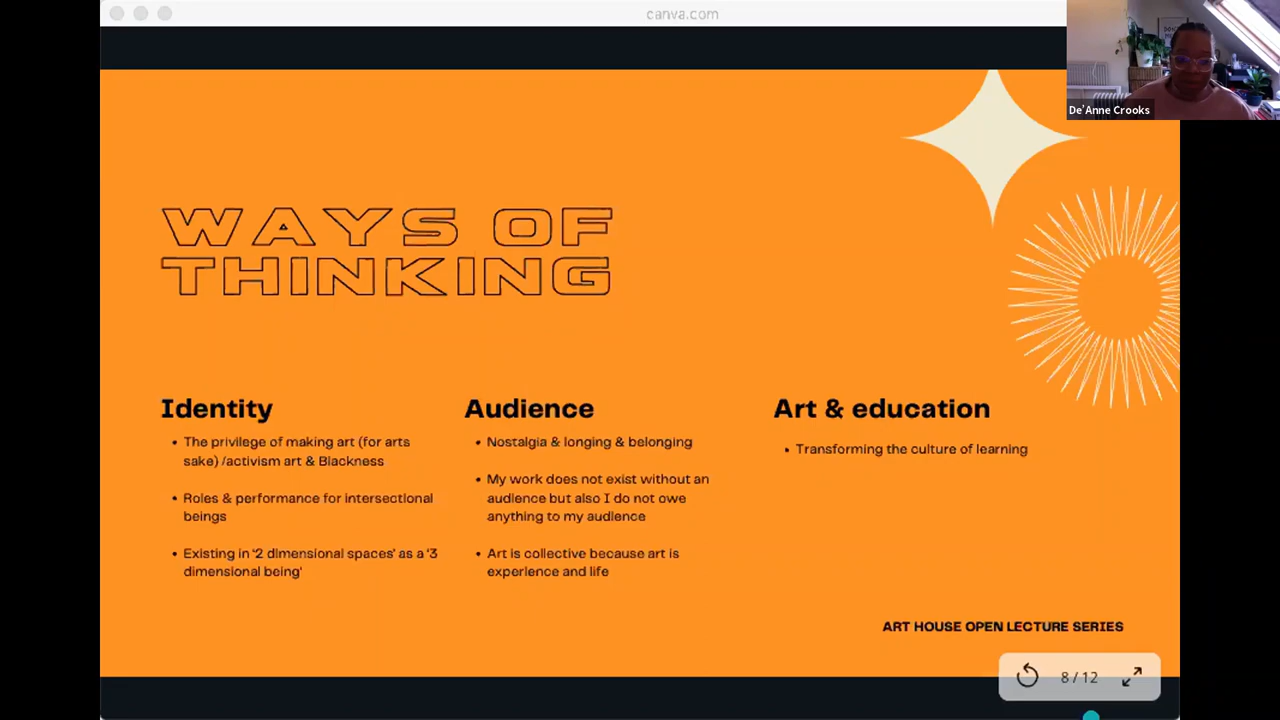 canva.com
De'Anne Crooks
WAYS OF
THINKING
Identity
• The privilege of making art (for arts
sake) /activism art & Blackness
• Roles & performance for intersectional
beings
• Existing in '2 dimensional spaces' as a '3
dimensional being'
Audience
• Nostalgia & longing & belonging
• My work does not exist without an
audience but also I do not owe
anything to my audience
• Art is collective because art is
experience and life
Art & education
• Transforming the culture of learning
ART HOUSE OPEN LECTURE SERIES
8 / 12